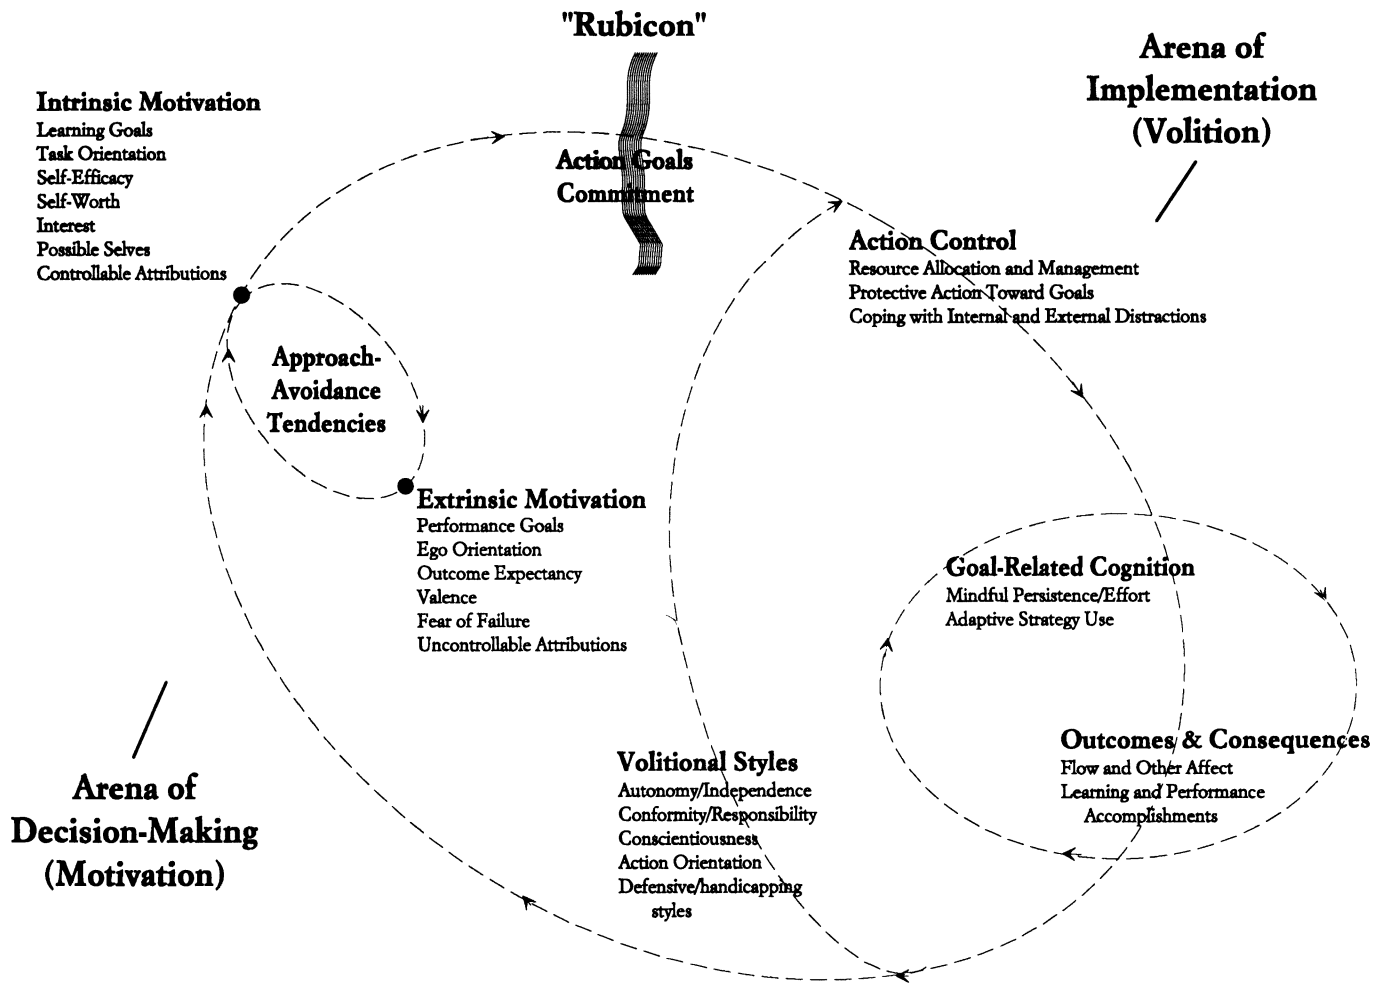 "Rubicon"
Arena of
Implementation
(Volition)
Intrinsic Motivation
Learning Goals
Task Orientation
Self-Efficacy
Self-Worth
Interest
Possible Selves
Controllable Attributions
Action Goals
Commitment
Action Control
Resource Allocation and Management
Protective Action Toward Goals
Coping with Internal and External Distractions
Approach-
Avoidance
Tendencies
Extrinsic Motivation
Performance Goals
Ego Orientation
Outcome Expectancy
Valence
Fear of Failure
Uncontrollable Attributions
Goal-Related Cognition
Mindful Persistence/Effort
Adaptive Strategy Use
Outcomes & Consequences
Flow and Other Affect
Learning and Performance
Accomplishments
Volitional Styles
Autonomy/Independence
Conformity/Responsibility
Conscientiousness
Action Orientation
Defensive/handicapping
styles
Arena of
Decision-Making
(Motivation)